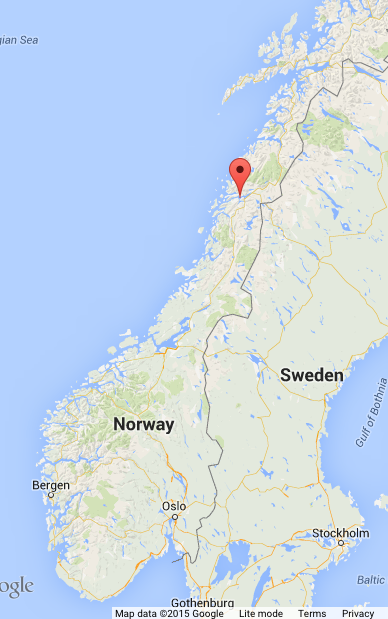 gian Sea
Sweden
Gulf of Bothnia
Norway
Bergen
Oslo
Stockholm
Baltic
Gothenburg
ogle
Map data ©2015 Google Lite mode Terms Privacy